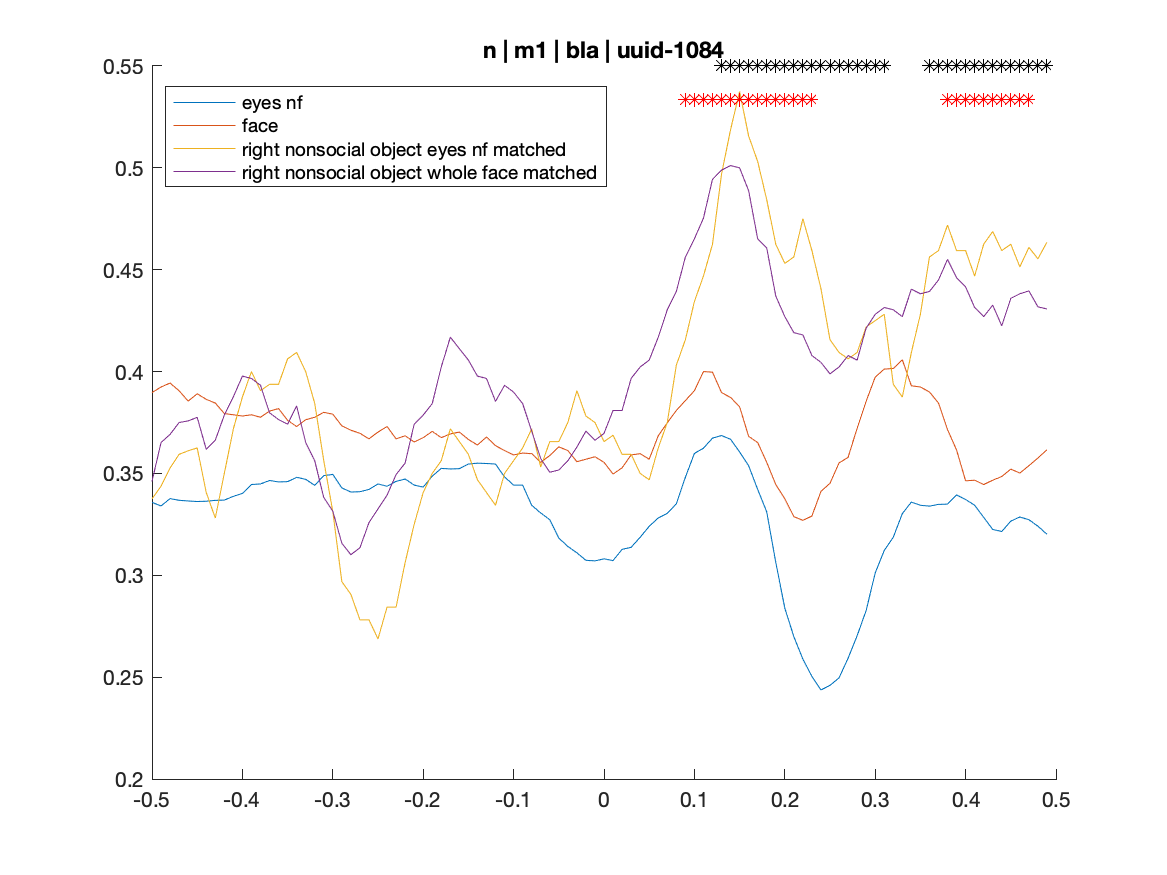 n | m1 | bla | uuid-1084
0.55
0.5
0.45
0.4
0.35
0.3
0.25
0.2
eyes nf
face
right nonsocial object eyes nf matched
right nonsocial object whole face matched
-0.5 -0.4 -0.3 -0.2 -0.1 0 0.1 0.2 0.3 0.4 0.5